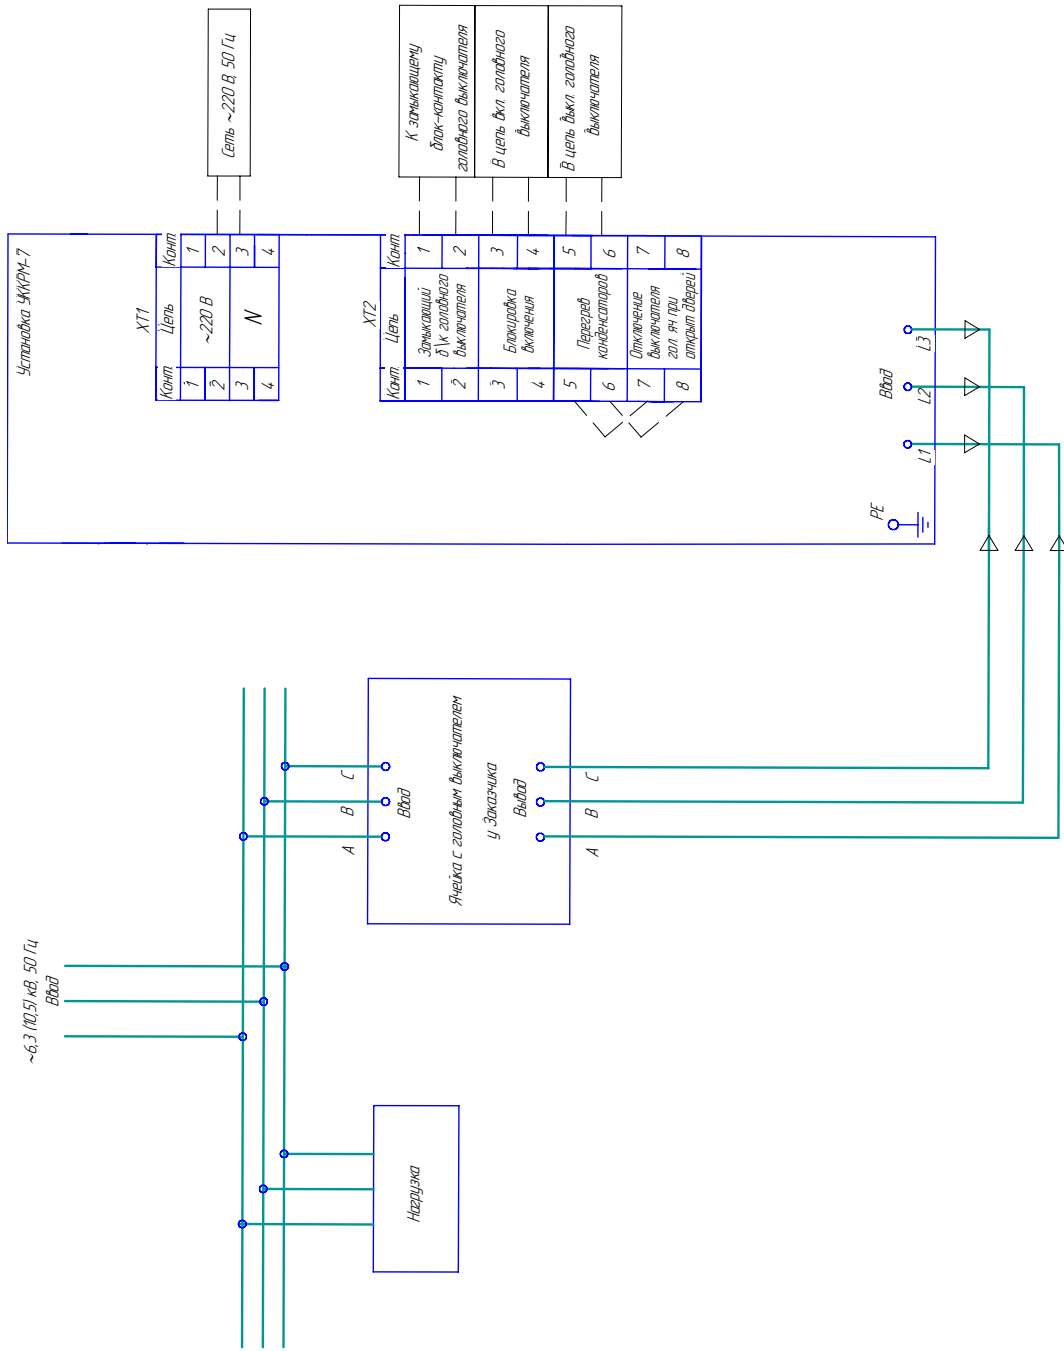 Установка УККРМ-7
XT1
Конт
Цепь
Конт
1
~220 В
1
2
2
3
N
3
4
4
Сеть ~220 В, 50 Гц
XT2
Конт
Цепь
Конт
1
Замыкающий
б\к головного
выключателя
1
2
2
3
Блокировка
включения
3
4
4
5
Перегрев
конденсаторов
5
6
6
7
Отключение
выключателя
гол. яч при
открыт дверей
7
8
8
К замыкающему
блок-контакту
головного выключателя
В цепь вкл. головного
выключателя
В цепь выкл. головного
выключателя
PE
Ввод
L1
L2
L3
~6,3 (10,5) кВ, 50 Гц
Ввод
A
B
C
Ввод
Ячейка с головным выключателем
у Заказчика
Вывод
A
B
C
Нагрузка